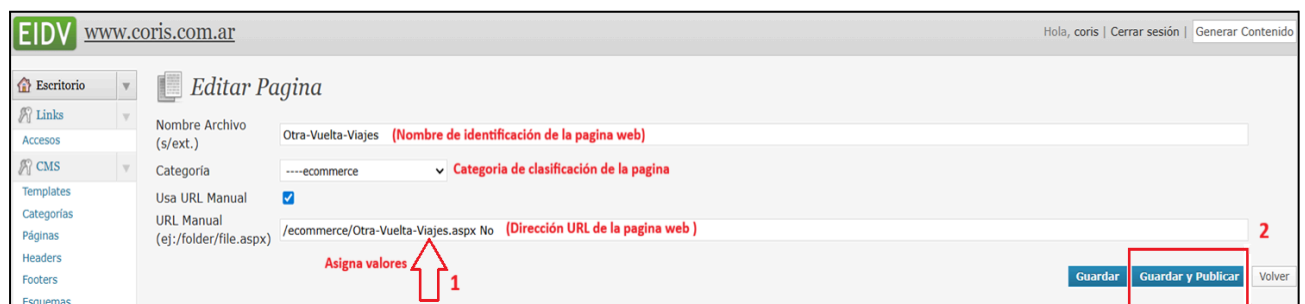 EIDV www.coris.com.ar
Hola, coris | Cerrar sesión | Generar Contenido
Escritorio
Links
Accesos
CMS
Templates
Categorías
Páginas
Headers
Footers
Esquemas
Editar Pagina
Nombre Archivo
(s/ext.)
Otra-Vuelta-Viajes (Nombre de identificación de la pagina web)
Categoría
----ecommerce Categoria de clasificación de la pagina
Usa URL Manual
URL Manual
(ej:/folder/file.aspx)
/ecommerce/Otra-Vuelta-Viajes.aspx No (Dirección URL de la pagina web )
2
Asigna valores
1
Guardar Guardar y Publicar Volver